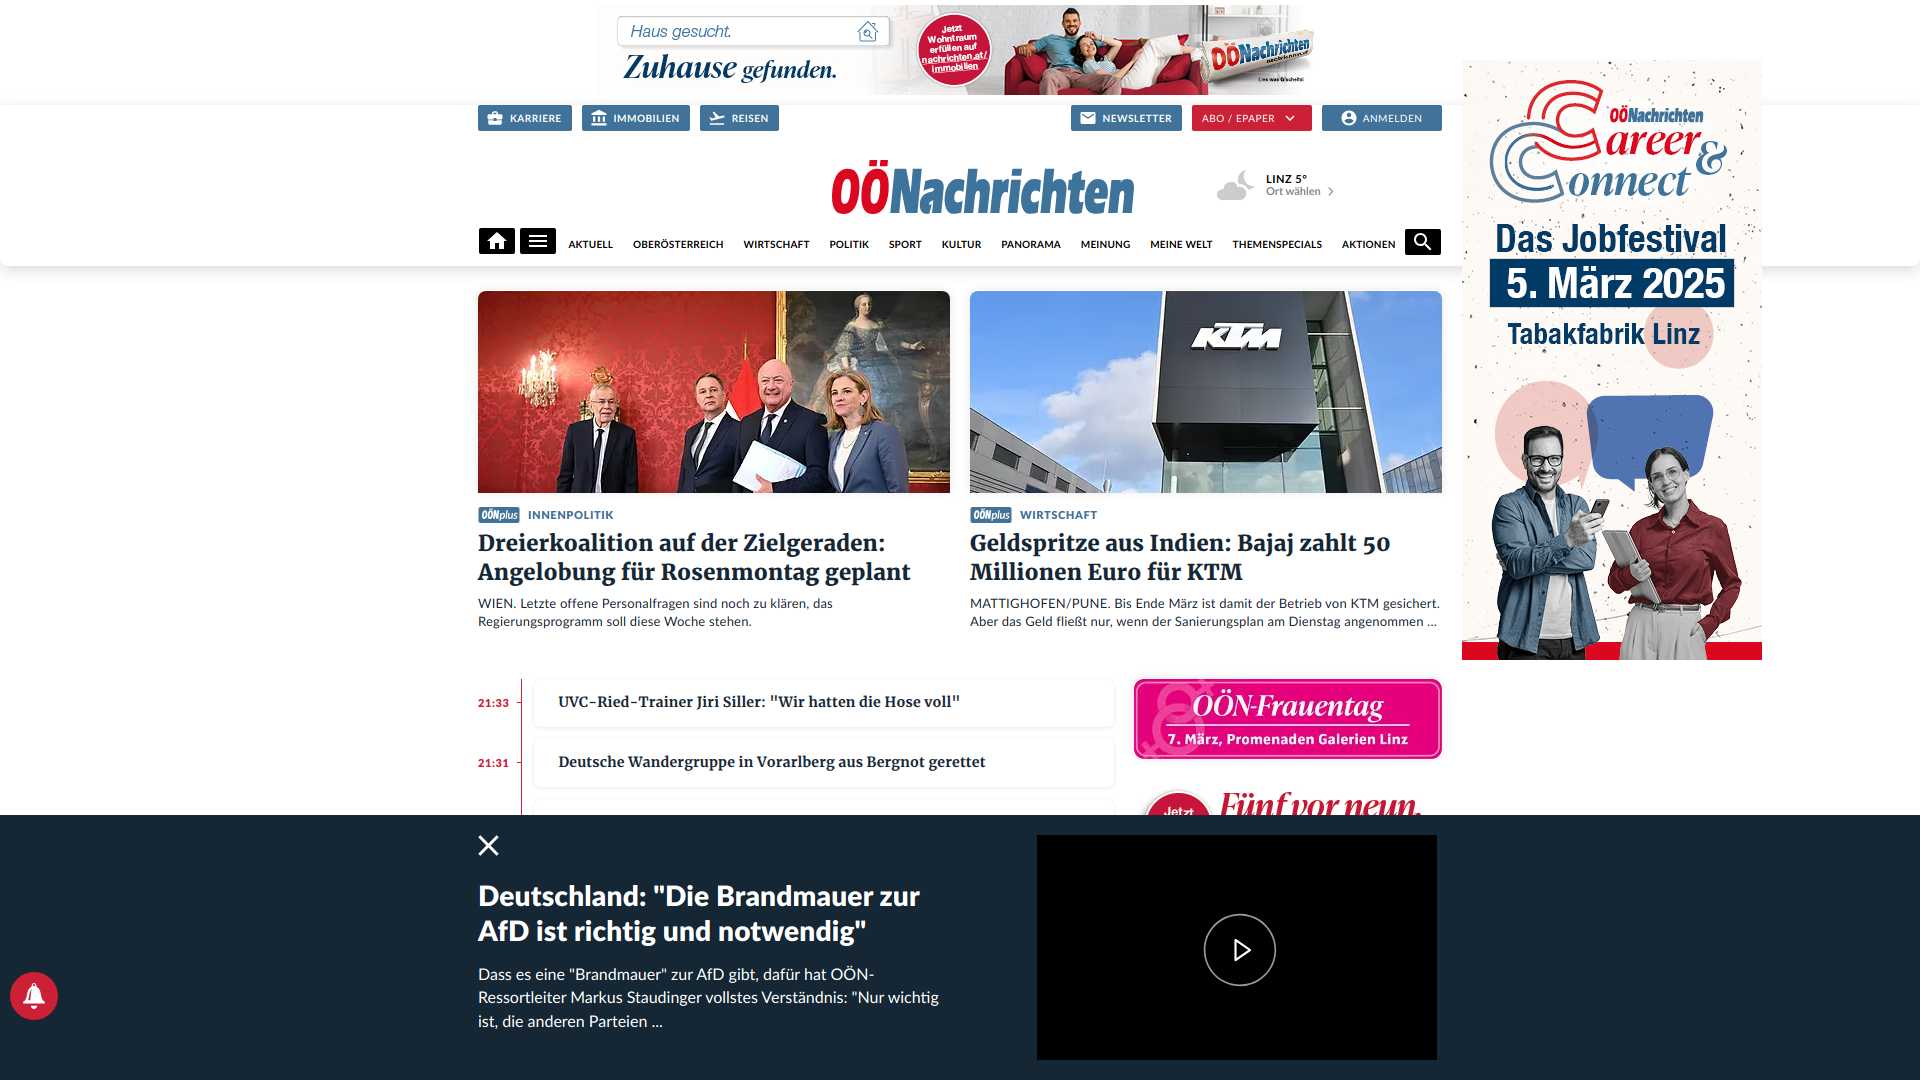 Haus gesucht.
Zuhause gefunden.
Jetzt
Wohntraum
erfüllen auf
nachrichten.at/
immobilien
OÖNachrichten
Lies was G'scheits!
KARRIERE
IMMOBILIEN
REISEN
NEWSLETTER
ABO / EPAPER
ANMELDEN
OÖNachrichten
LINZ 5°
Ort wählen
AKTUELL
OBERÖSTERREICH
WIRTSCHAFT
POLITIK
SPORT
KULTUR
PANORAMA
MEINUNG
MEINE WELT
THEMENSPECIALS
AKTIONEN
OÖNachrichten
Career &
Connect
Das Jobfestival
5. März 2025
Tabakfabrik Linz
KTM
OÖNplus INNENPOLITIK
Dreierkoalition auf der Zielgeraden:
Angelobung für Rosenmontag geplant
WIEN. Letzte offene Personalfragen sind noch zu klären, das
Regierungsprogramm soll diese Woche stehen.
OÖNplus WIRTSCHAFT
Geldspritze aus Indien: Bajaj zahlt 50
Millionen Euro für KTM
MATTIGHOFEN/PUNE. Bis Ende März ist damit der Betrieb von KTM gesichert.
Aber das Geld fließt nur, wenn der Sanierungsplan am Dienstag angenommen ...
21:33
UVC-Ried-Trainer Jiri Siller: "Wir hatten die Hose voll"
21:31
Deutsche Wandergruppe in Vorarlberg aus Bergnot gerettet
OÖN-Frauentag
7. März, Promenaden Galerien Linz
Jetzt
Fünf vor neun.
Deutschland: "Die Brandmauer zur
AfD ist richtig und notwendig"
Dass es eine "Brandmauer" zur AfD gibt, dafür hat OÖN-
Ressortleiter Markus Staudinger vollstes Verständnis: "Nur wichtig
ist, die anderen Parteien ...